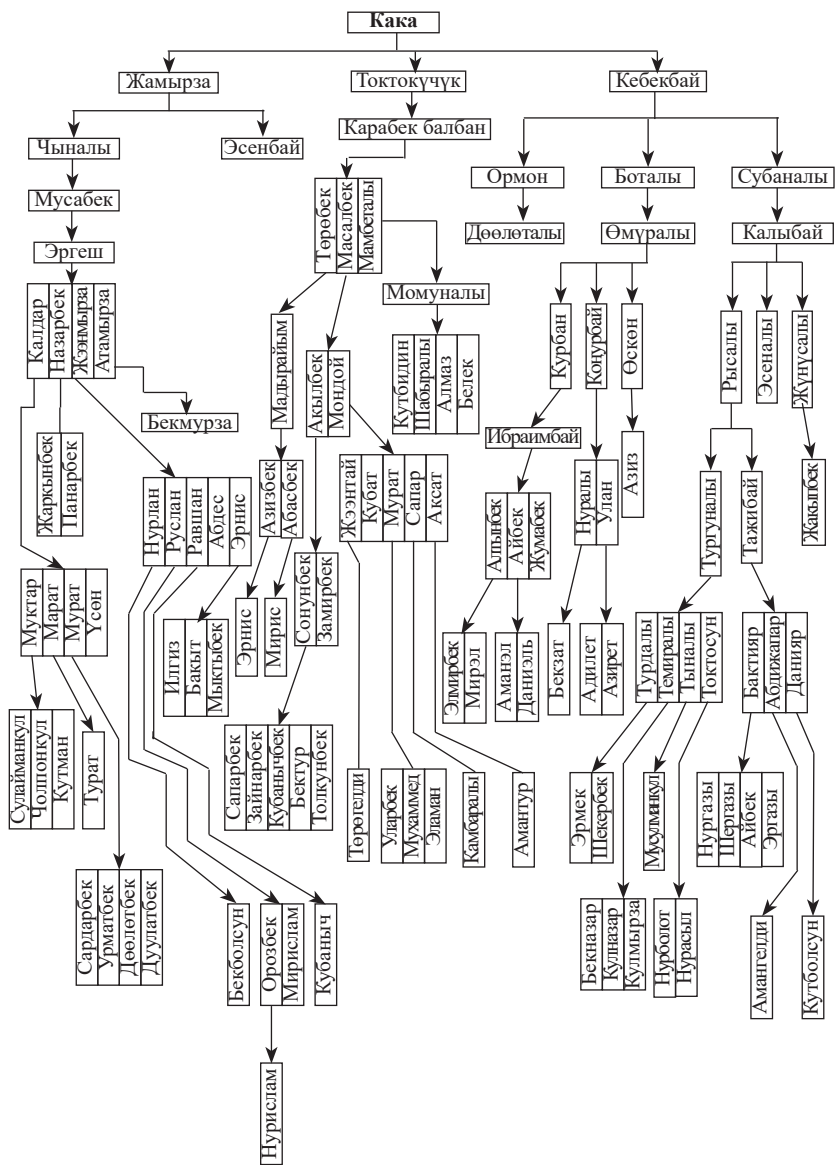 Кака
Жамырза
Токтокүчүк
Кебекбай
Чыналы
Эсенбай
Карабек балбан
Ормон
Боталы
Субаналы
Мусабек
Дөөлөталы
Өмүралы
Калыбай
Эргеш
Төрөбек
Масалбек
Мамбеталы
Калдар
Назарбек
Жээнмырза
Атамырза
Момуналы
Мадырайым
Акылбек
Мондой
Кутбидин
Шабыралы
Алмаз
Белек
Курбан
Коңурбай
Өскөн
Рысалы
Эсеналы
Жүнүсалы
Бекмурза
Жаркынбек
Панарбек
Ибраимбай
Азиз
Жакыпбек
Нурлан
Руслан
Равшан
Абдес
Эрнис
Азизбек
Абасбек
Жээнтай
Кубат
Мурат
Сапар
Аксат
Алтынбек
Айбек
Жумабек
Нуралы
Улан
Тургуналы
Тажибай
Муктар
Марат
Мурат
Үсөн
Сонунбек
Замирбек
Илгиз
Бакыт
Мыктыбек
Эрнис
Мирис
Элмирбек
Мирэл
Аманэл
Даниэль
Бекзат
Адилет
Азирет
Турдалы
Темиралы
Тыналы
Токтосун
Бактияр
Абдижапар
Данияр
Сулайманкул
Чолпонкул
Кутман
Турат
Сапарбек
Зайнарбек
Кубанычбек
Бектур
Толкунбек
Төрөгелди
Уларбек
Мухаммед
Эламан
Камбаралы
Амантур
Эрмек
Шекербек
Мусулманкул
Нургазы
Шергазы
Айбек
Эргазы
Сардарбек
Урматбек
Дөөлөтбек
Дуулатбек
Бекболсун
Орозбек
Мирислам
Кубаныч
Бекназар
Кулназар
Кулмырза
Нурболот
Нурасыл
Амангелди
Кутболсун
Нурислам